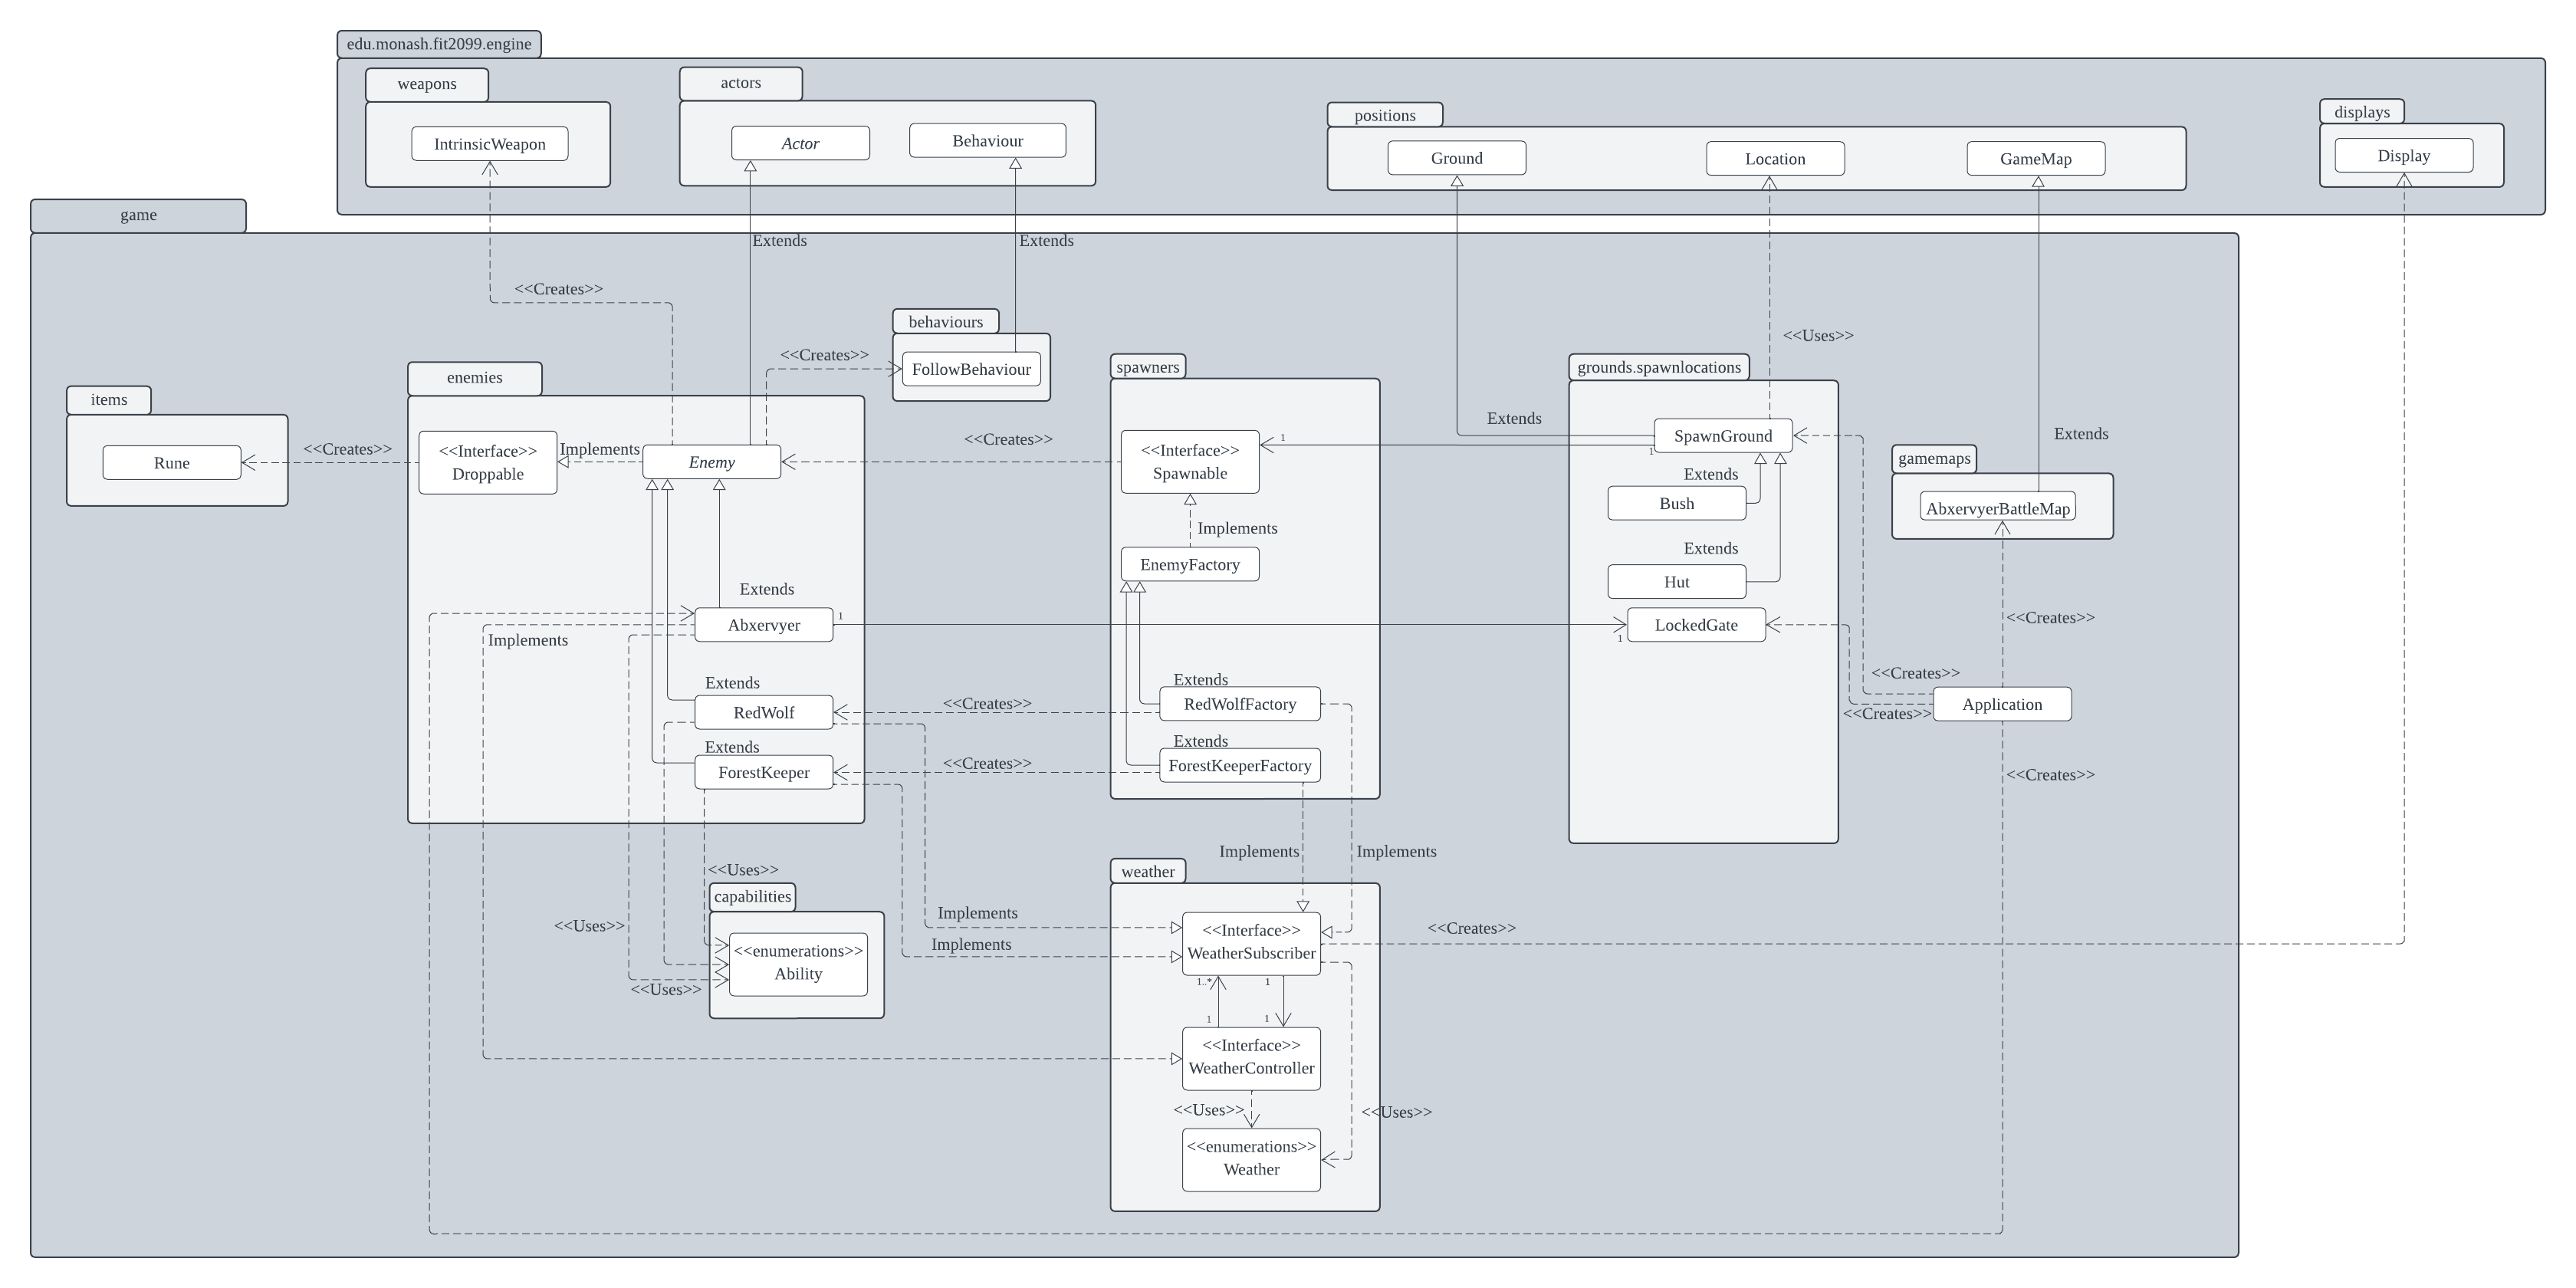 edu.monash.fit2099.engine
weapons
actors
positions
displays
IntrinsicWeapon
Actor
Behaviour
Ground
Location
GameMap
Display
game
Extends
Extends
<<Creates>>
behaviours
<<Uses>>
<<Creates>>
FollowBehaviour
enemies
spawners
grounds.spawnlocations
items
Extends
Extends
<<Interface>>
Droppable
Implements
<<Creates>>
Rune
Enemy
<<Creates>>
<<Interface>>
Spawnable
1
1
SpawnGround
gamemaps
Extends
Bush
AbxervyerBattleMap
Implements
EnemyFactory
Extends
Hut
Extends
Abxervyer
1
1
LockedGate
<<Creates>>
Implements
Extends
RedWolf
<<Creates>>
Extends
RedWolfFactory
<<Creates>>
<<Creates>>
Application
Extends
ForestKeeper
<<Creates>>
Extends
ForestKeeperFactory
<<Creates>>
Implements
Implements
<<Uses>>
weather
capabilities
<<Uses>>
Implements
Implements
<<Interface>>
WeatherSubscriber
<<Creates>>
<<enumerations>>
Ability
<<Uses>>
1..*
1
1
1
<<Interface>>
WeatherController
<<Uses>>
<<Uses>>
<<enumerations>>
Weather